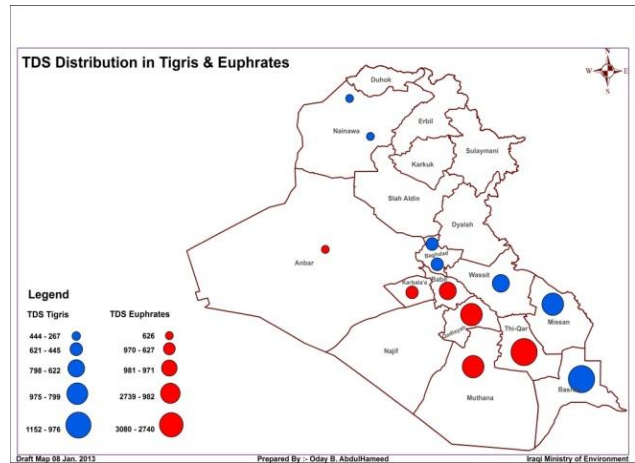 TDS Distribution in Tigris & Euphrates
N
W E
S
Duhok
Nainawa
Erbil
Sulaymani
Karkuk
Slah Aldin
Dyalah
Anbar
Baghdad
Wassit
Karbala'a
Babil
Missan
Thi-Qar
Najif
Muthana
Legend
TDS Tigris TDS Euphrates
444 - 267 626
621 - 445 970 - 627
798 - 622 981 - 971
975 - 799 2739 - 982
1152 - 976 3080 - 2740
Draft Map 08 Jan. 2013 Prepared By :- Oday B. AbdulHameed Iraqi Ministry of Environment